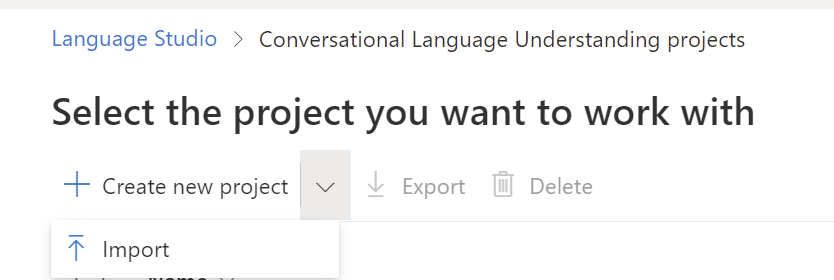 Language Studio > Conversational Language Understanding projects
Select the project you want to work with
Create new project Export Delete
Import